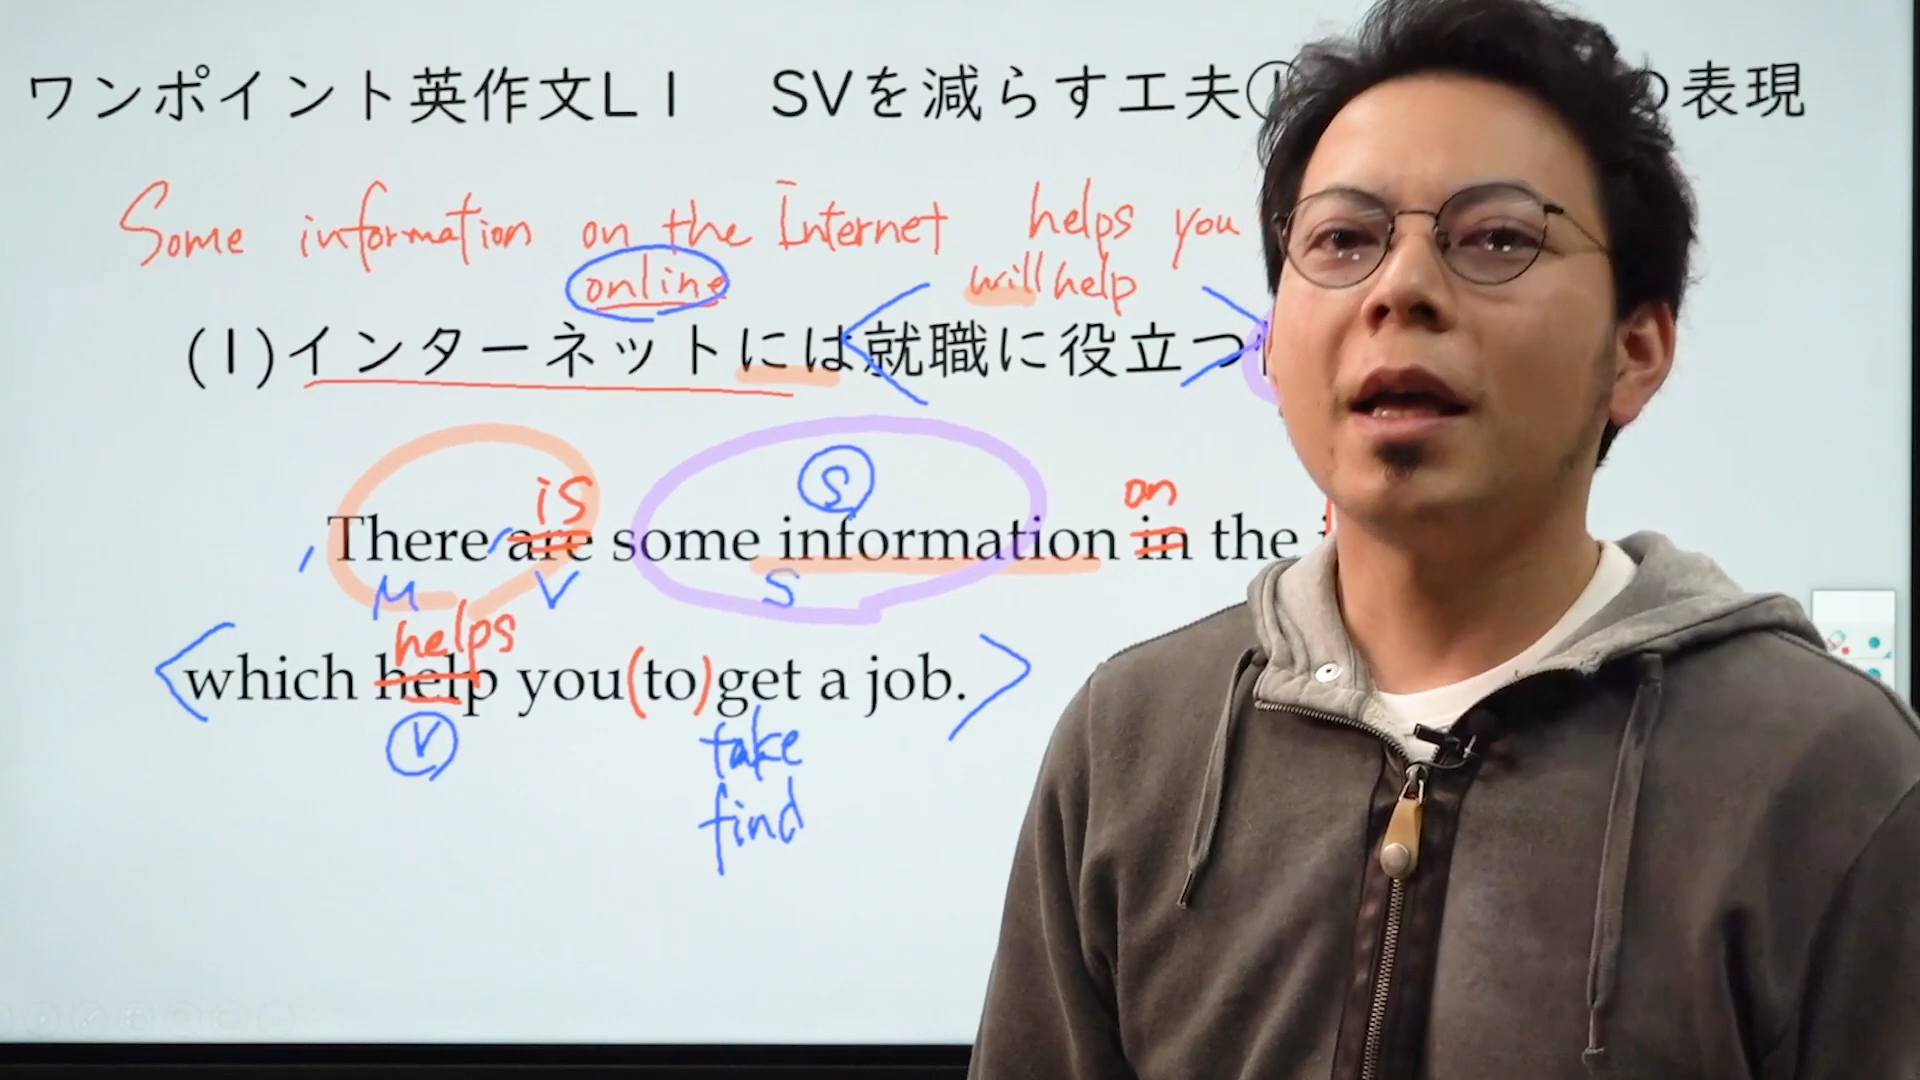 ワンポイント英作文L1 SVを減らす工夫① の表現
Some information on the Internet helps you
online will help
(1)インターネットには就職に役立つ
is S on
There are some information in the
M V S
helps
which help you (to) get a job.
V take
find